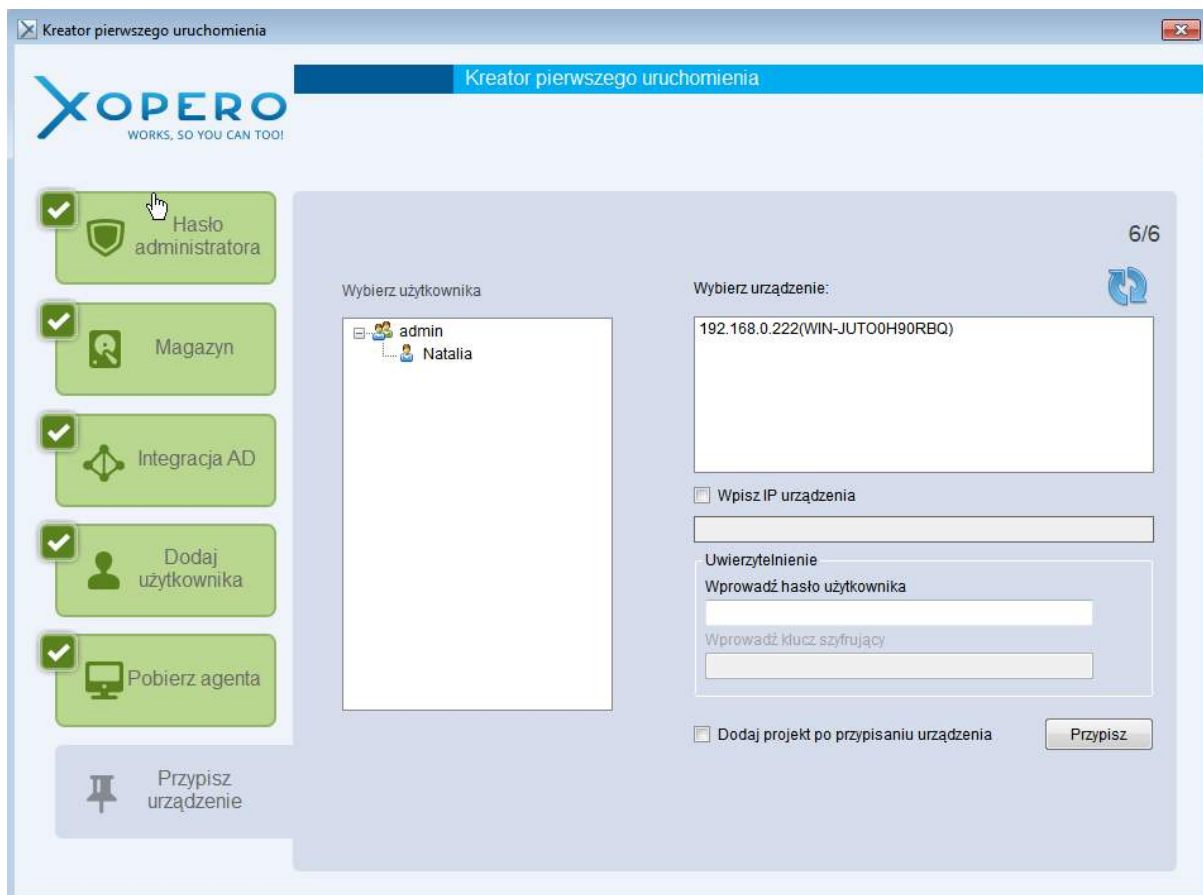 Kreator pierwszego uruchomienia
Kreator pierwszego uruchomienia
XOPERO
WORKS, SO YOU CAN TOO!
Hasło
administratora
Magazyn
Integracja AD
Dodaj
użytkownika
Pobierz agenta
Przypisz
urządzenie
6/6
Wybierz użytkownika
admin
Natalia
Wybierz urządzenie:
192.168.0.222(WIN-JUTO0H90RBQ)
Wpisz IP urządzenia
Uwierzytelnienie
Wprowadź hasło użytkownika
Wprowadź klucz szyfrujący
Dodaj projekt po przypisaniu urządzenia
Przypisz